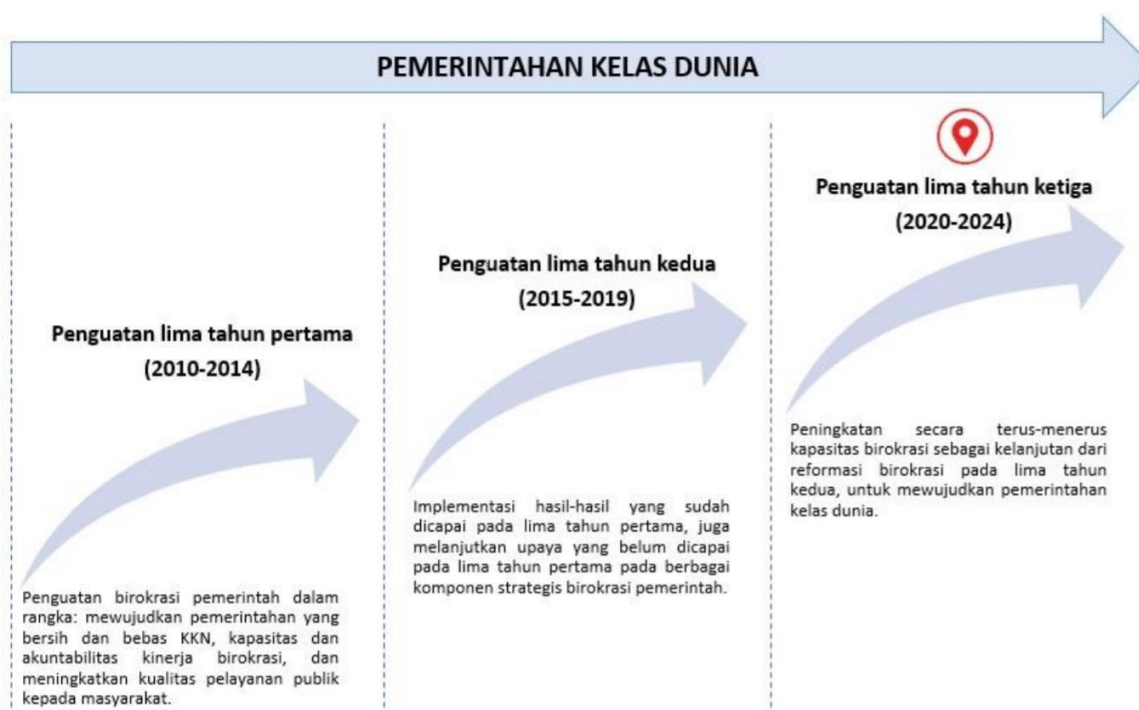 PEMERINTAHAN KELAS DUNIA
Penguatan lima tahun pertama
(2010-2014)
Penguatan birokrasi pemerintah dalam
rangka: mewujudkan pemerintahan yang
bersih dan bebas KKN, kapasitas dan
akuntabilitas kinerja birokrasi, dan
meningkatkan kualitas pelayanan publik
kepada masyarakat.
Penguatan lima tahun kedua
(2015-2019)
Implementasi hasil-hasil yang sudah
dicapai pada lima tahun pertama, juga
melanjutkan upaya yang belum dicapai
pada lima tahun pertama pada berbagai
komponen strategis birokrasi pemerintah.
Penguatan lima tahun ketiga
(2020-2024)
Peningkatan secara terus-menerus
kapasitas birokrasi sebagai kelanjutan dari
reformasi birokrasi pada lima tahun
kedua, untuk mewujudkan pemerintahan
kelas dunia.